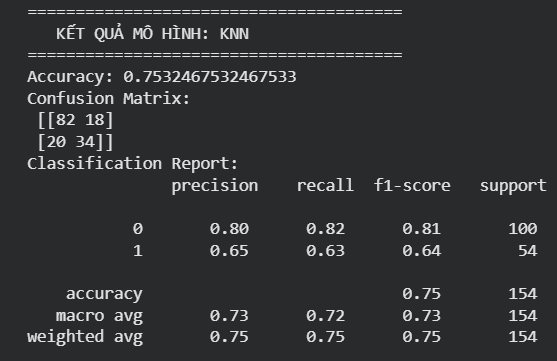 =======================================
KẾT QUẢ MÔ HÌNH: KNN
=======================================
Accuracy: 0.7532467532467533
Confusion Matrix:
[[82 18]
[20 34]]
Classification Report:
precision recall f1-score support
0 0.80 0.82 0.81 100
1 0.65 0.63 0.64 54
accuracy 0.75 154
macro avg 0.73 0.72 0.73 154
weighted avg 0.75 0.75 0.75 154